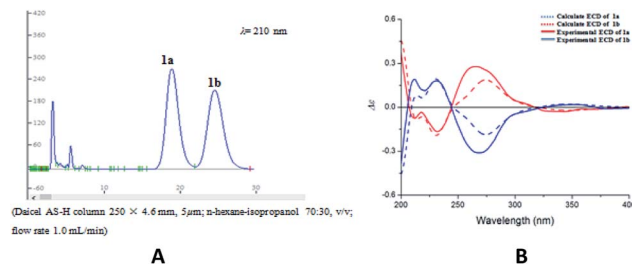 420
360
300
240
180
120
60
-60
0
10
20
30
1a
1b
λ= 210 nm
(Daicel AS-H column 250 × 4.6 mm, 5μm; n-hexane-isopropanol 70:30, v/v;
flow rate 1.0 mL/min)
A
Calculate ECD of 1a
Calculate ECD of 1b
Experimental ECD of 1a
Experimental ECD of 1b
Δε
0.6
0.3
0.0
-0.3
-0.6
200
250
300
350
400
Wavelength (nm)
B